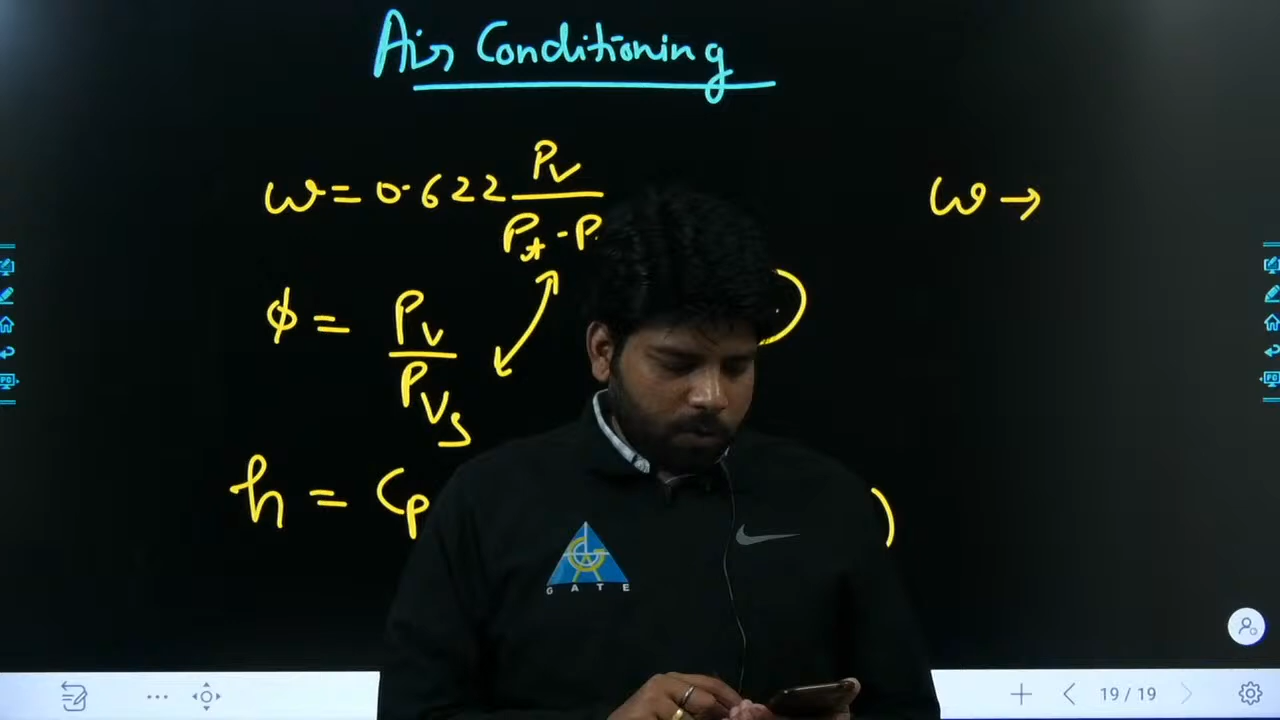 Air Conditioning
ω = 0.622 Pv
Pt - P
ω →
φ = Pv
Pvs
)
h = Cp
)
GATE
19 / 19